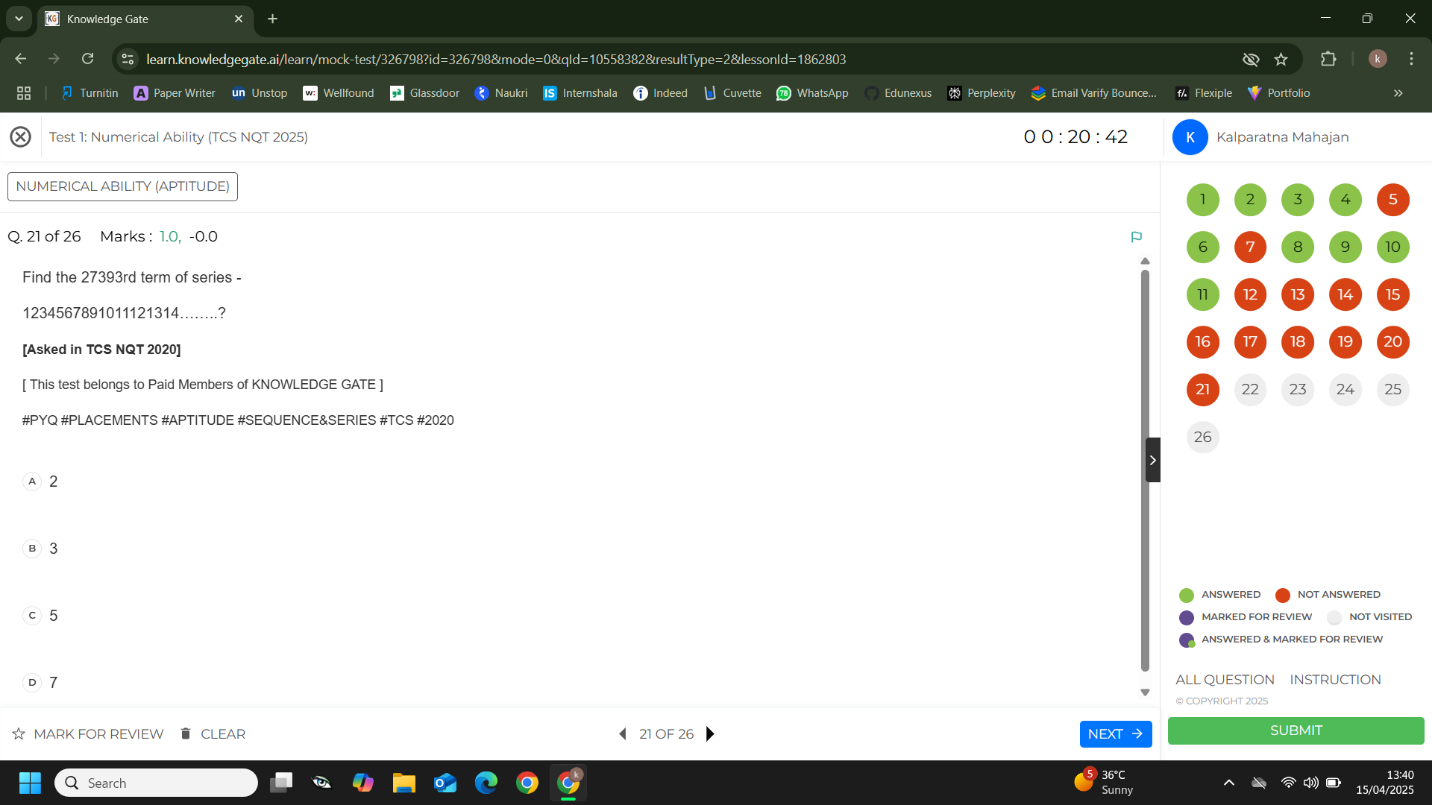 Knowledge Gate
learn.knowledgegate.ai/learn/mock-test/326798?id=326798&mode=0&qId=10558382&resultType=2&lessonId=1862803
k
Turnitin
A Paper Writer
un Unstop
w: Wellfound
Glassdoor
Naukri
IS Internshala
Indeed
Cuvette
WhatsApp
Edunexus
Perplexity
Email Varify Bounce...
Flexiple
Portfolio
Test 1: Numerical Ability (TCS NQT 2025)
0 0 : 20 : 42
K Kalparatna Mahajan
NUMERICAL ABILITY (APTITUDE)
Q. 21 of 26 Marks : 1.0, -0.0
Find the 27393rd term of series -
1234567891011121314……..?
[Asked in TCS NQT 2020]
[ This test belongs to Paid Members of KNOWLEDGE GATE ]
#PYQ #PLACEMENTS #APTITUDE #SEQUENCE&SERIES #TCS #2020
A 2
B 3
C 5
D 7
MARK FOR REVIEW CLEAR
21 OF 26
NEXT
1 2 3 4 5
6 7 8 9 10
11 12 13 14 15
16 17 18 19 20
21 22 23 24 25
26
ANSWERED NOT ANSWERED
MARKED FOR REVIEW NOT VISITED
ANSWERED & MARKED FOR REVIEW
ALL QUESTION INSTRUCTION
© COPYRIGHT 2025
SUBMIT
Search
5
36°C
Sunny
13:40
15/04/2025